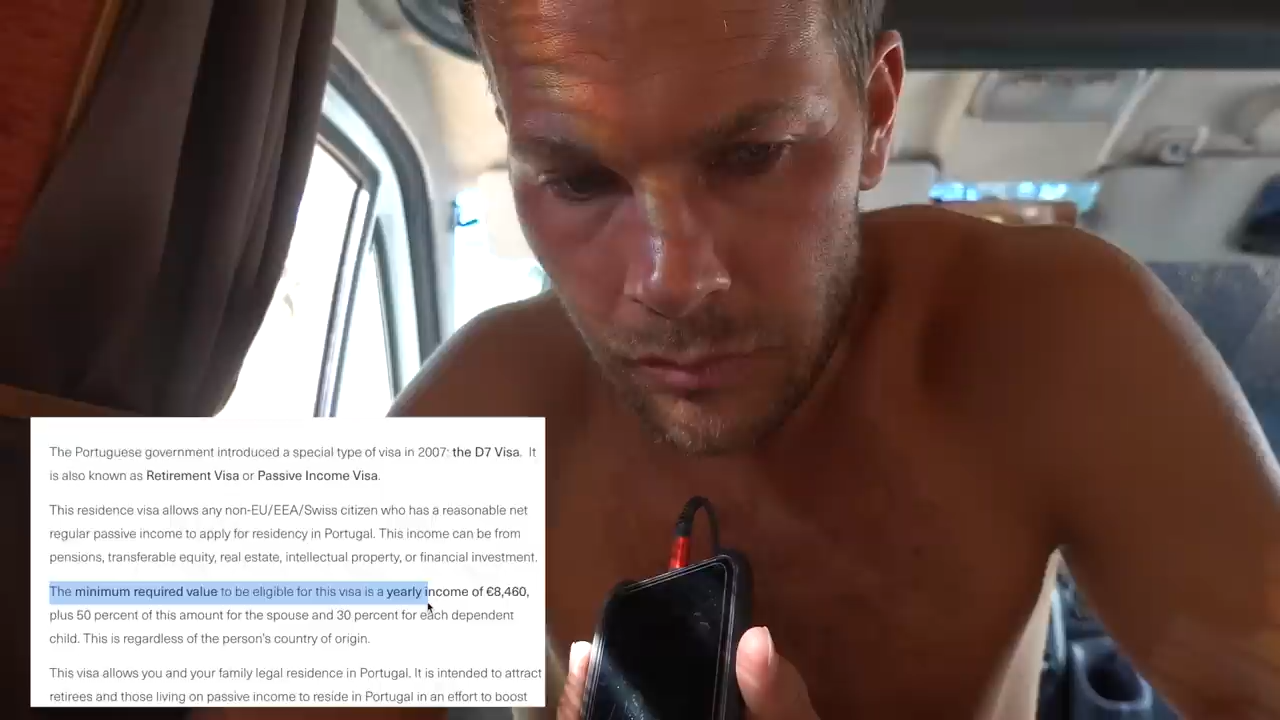 The Portuguese government introduced a special type of visa in 2007: the D7 Visa. It
is also known as Retirement Visa or Passive Income Visa.
This residence visa allows any non-EU/EEA/Swiss citizen who has a reasonable net
regular passive income to apply for residency in Portugal. This income can be from
pensions, transferable equity, real estate, intellectual property, or financial investment.
The minimum required value to be eligible for this visa is a yearly income of €8,460,
plus 50 percent of this amount for the spouse and 30 percent for each dependent
child. This is regardless of the person's country of origin.
This visa allows you and your family legal residence in Portugal. It is intended to attract
retirees and those living on passive income to reside in Portugal in an effort to boost